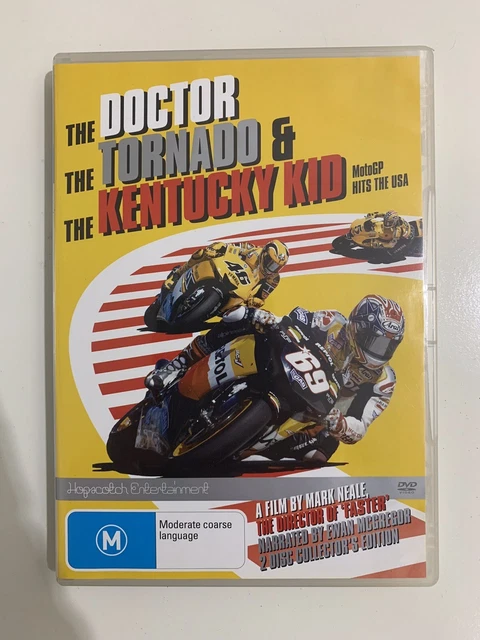 THE DOCTOR
THE TORNADO &
THE KENTUCKY KID
MotoGP
HITS THE USA
46
69
Arai
Hopscotch Entertainment
DVD
A FILM BY MARK NEALE,
THE DIRECTOR OF 'FASTER'
NARRATED BY EWAN MCGREGOR
2 DISC COLLECTOR'S EDITION
M
Moderate coarse
language